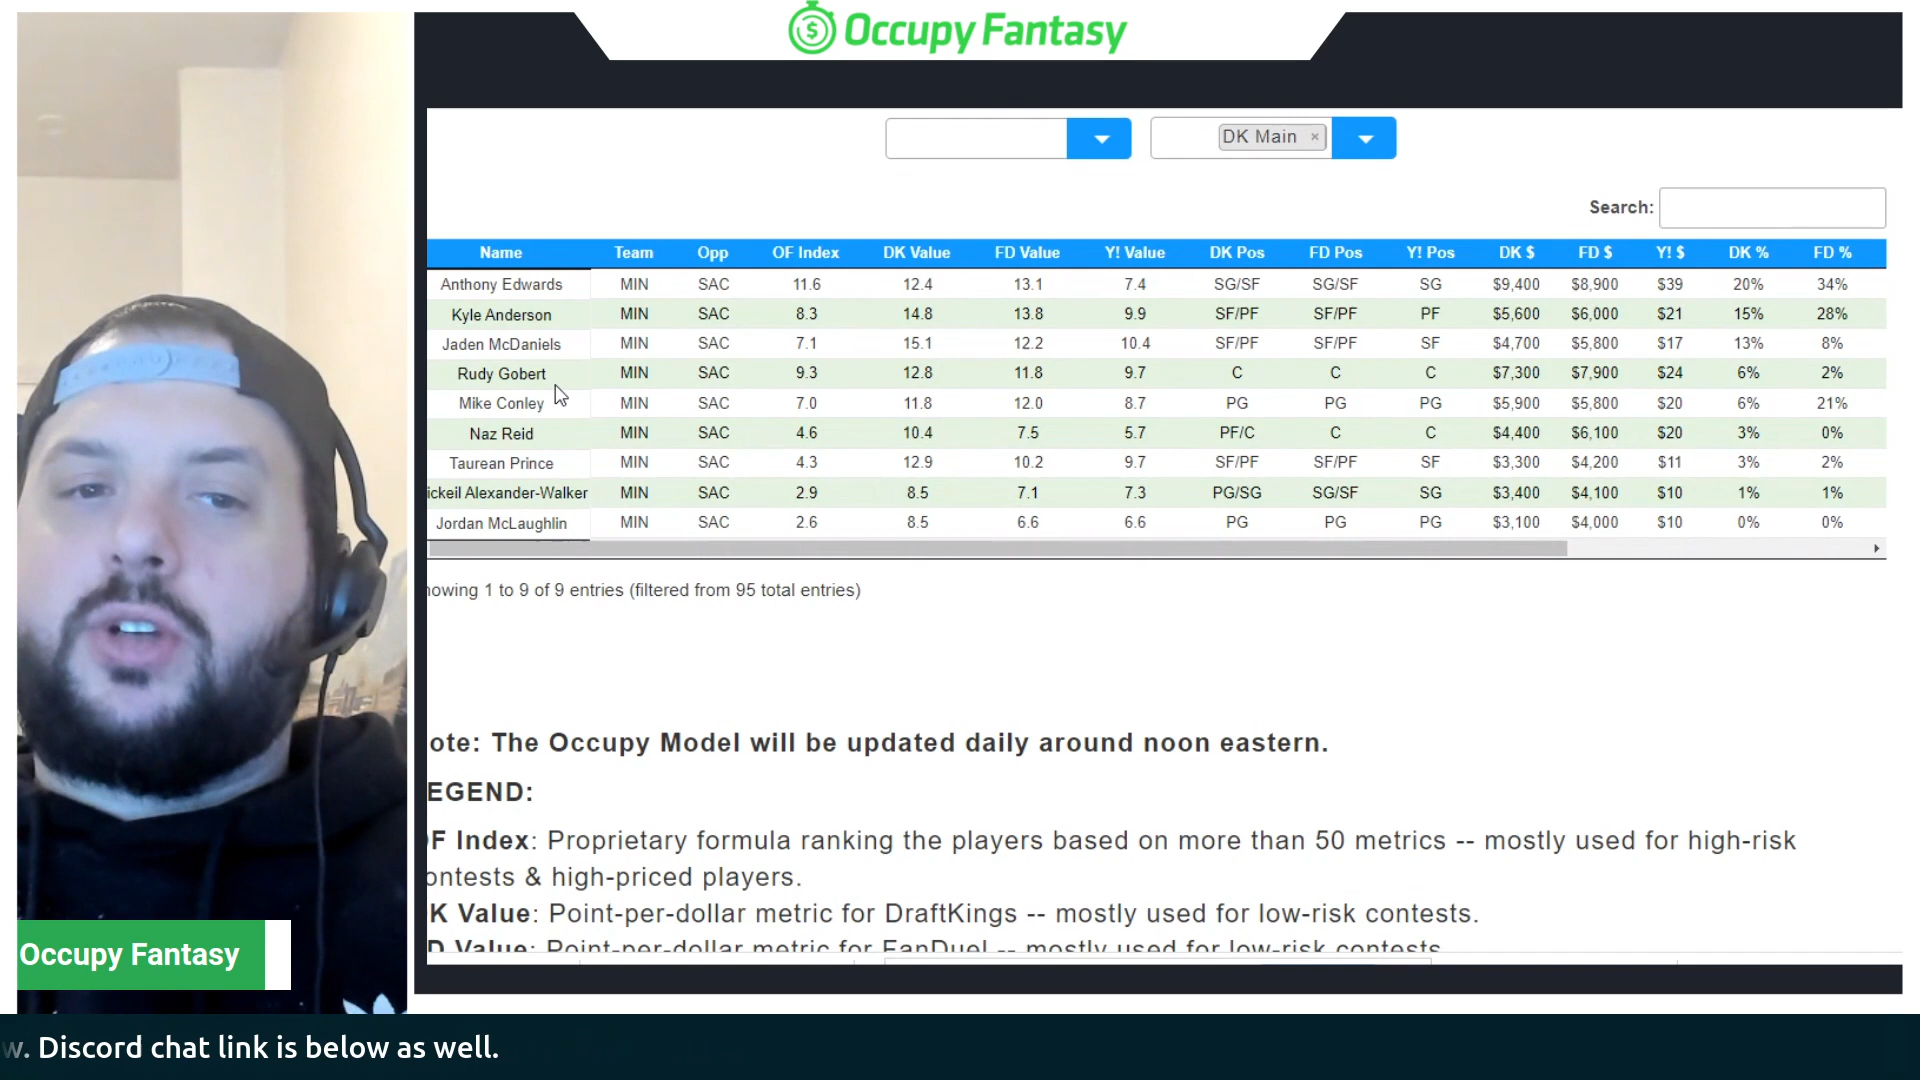 Occupy Fantasy
DK Main ×
Search:
Name Team Opp OF Index DK Value FD Value Y! Value DK Pos FD Pos Y! Pos DK $ FD $ Y! $ DK % FD %
Anthony Edwards MIN SAC 11.6 12.4 13.1 7.4 SG/SF SG/SF SG $9,400 $8,900 $39 20% 34%
Kyle Anderson MIN SAC 8.3 14.8 13.8 9.9 SF/PF SF/PF PF $5,600 $6,000 $21 15% 28%
Jaden McDaniels MIN SAC 7.1 15.1 12.2 10.4 SF/PF SF/PF SF $4,700 $5,800 $17 13% 8%
Rudy Gobert MIN SAC 9.3 12.8 11.8 9.7 C C C $7,300 $7,900 $24 6% 2%
Mike Conley MIN SAC 7.0 11.8 12.0 8.7 PG PG PG $5,900 $5,800 $20 6% 21%
Naz Reid MIN SAC 4.6 10.4 7.5 5.7 PF/C C C $4,400 $6,100 $20 3% 0%
Taurean Prince MIN SAC 4.3 12.9 10.2 9.7 SF/PF SF/PF SF $3,300 $4,200 $11 3% 2%
ickeil Alexander-Walker MIN SAC 2.9 8.5 7.1 7.3 PG/SG SG/SF SG $3,400 $4,100 $10 1% 1%
Jordan McLaughlin MIN SAC 2.6 8.5 6.6 6.6 PG PG PG $3,100 $4,000 $10 0% 0%
howing 1 to 9 of 9 entries (filtered from 95 total entries)
ote: The Occupy Model will be updated daily around noon eastern.
EGEND:
F Index: Proprietary formula ranking the players based on more than 50 metrics -- mostly used for high-risk
ontests & high-priced players.
K Value: Point-per-dollar metric for DraftKings -- mostly used for low-risk contests.
D Value: Point-per-dollar metric for FanDuel -- mostly used for low-risk contests
Occupy Fantasy
w. Discord chat link is below as well.